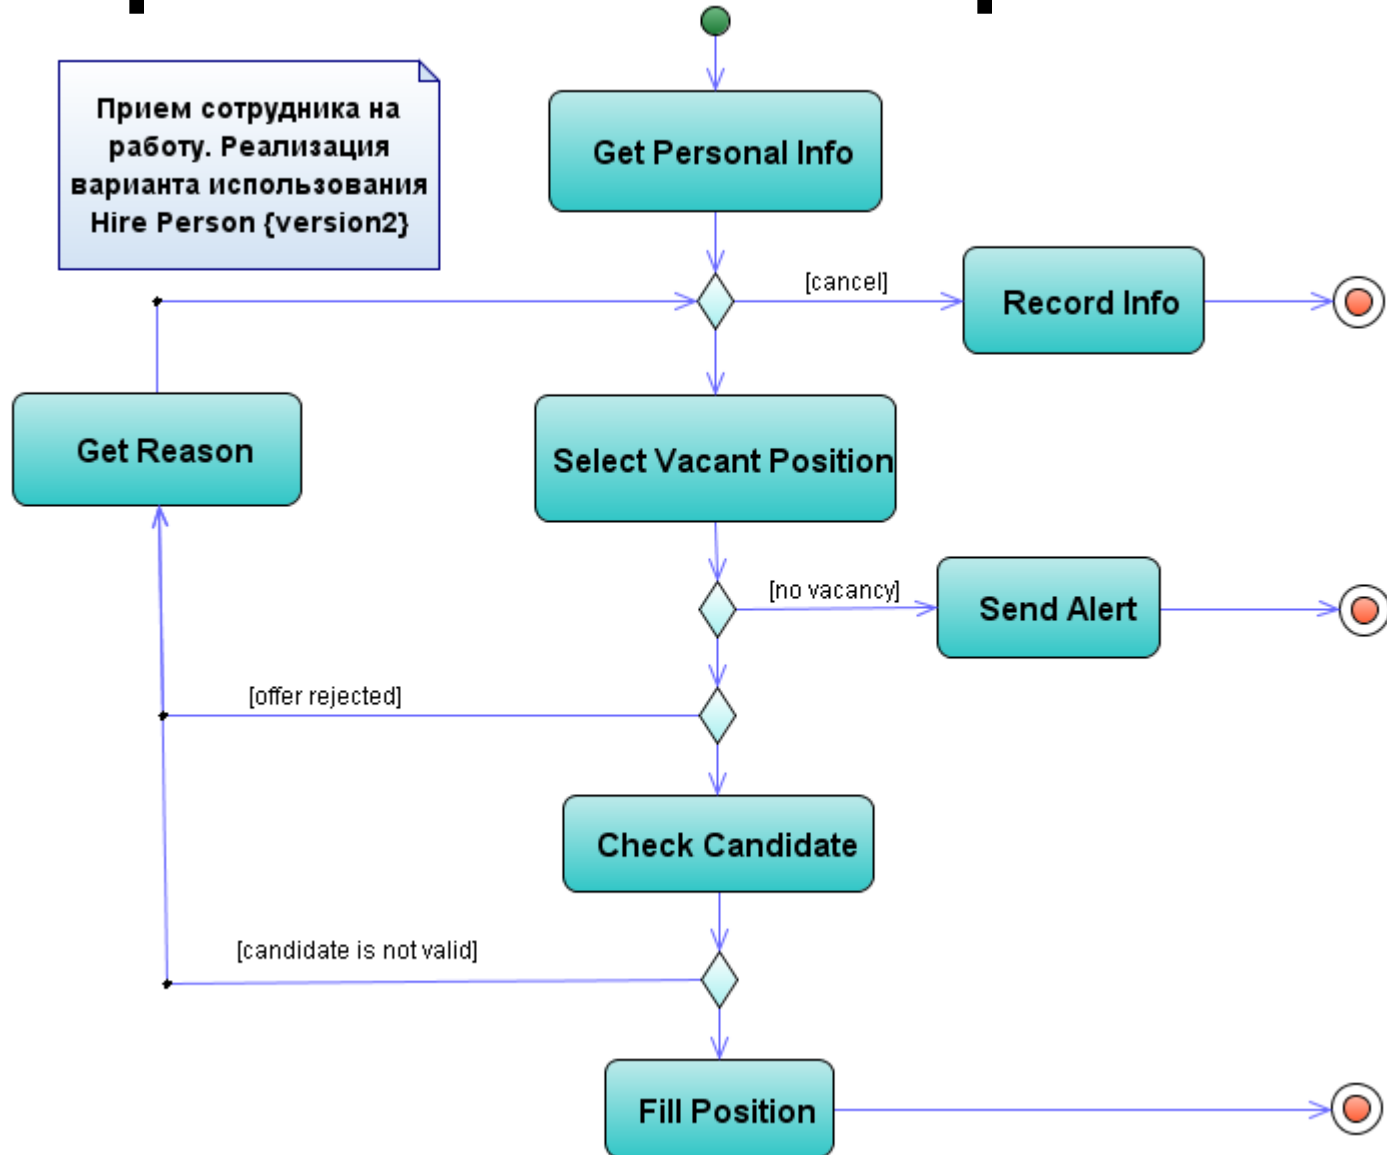 Прием сотрудника на
работу. Реализация
варианта использования
Hire Person {version2}
Get Personal Info
[cancel]
Record Info
Get Reason
Select Vacant Position
[no vacancy]
Send Alert
[offer rejected]
Check Candidate
[candidate is not valid]
Fill Position